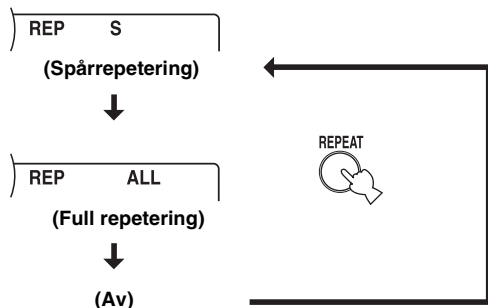 REP S
(Spårrepetering)
REPEAT
REP ALL
(Full repetering)
(Av)